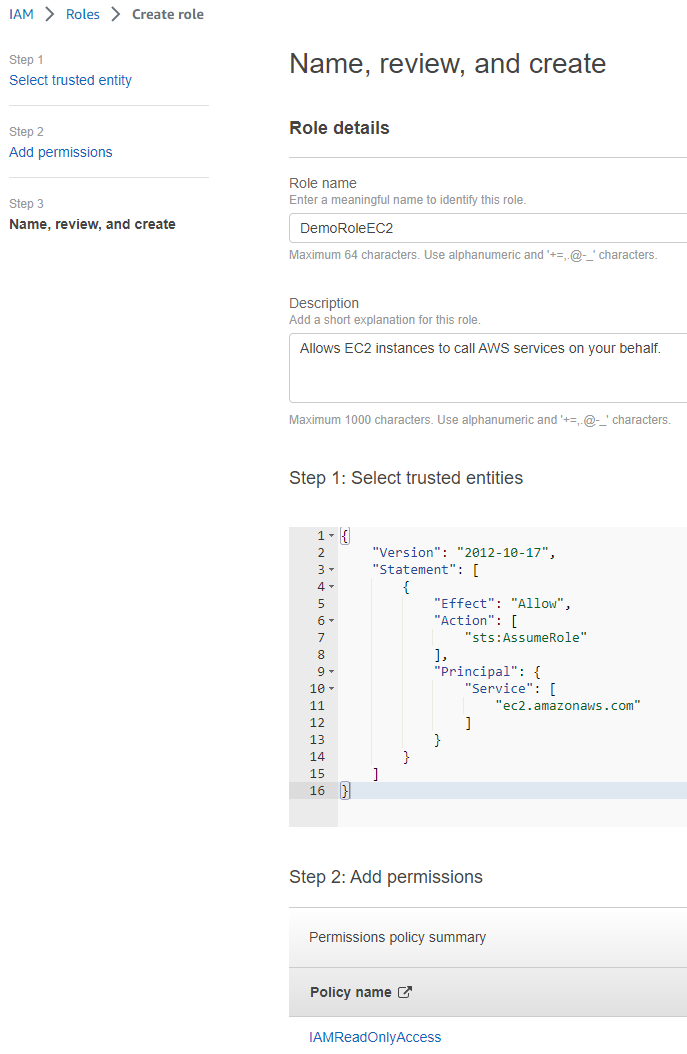 IAM > Roles > Create role
Step 1
Select trusted entity
Step 2
Add permissions
Step 3
Name, review, and create
Name, review, and create
Role details
Role name
Enter a meaningful name to identify this role.
DemoRoleEC2
Maximum 64 characters. Use alphanumeric and '+=,.@-_' characters.
Description
Add a short explanation for this role.
Allows EC2 instances to call AWS services on your behalf.
Maximum 1000 characters. Use alphanumeric and '+=,.@-_' characters.
Step 1: Select trusted entities
1 {
2     "Version": "2012-10-17",
3     "Statement": [
4         {
5             "Effect": "Allow",
6             "Action": [
7                 "sts:AssumeRole"
8             ],
9             "Principal": {
10                 "Service": [
11                     "ec2.amazonaws.com"
12                 ]
13             }
14         }
15     ]
16 }
Step 2: Add permissions
Permissions policy summary
Policy name
IAMReadOnlyAccess